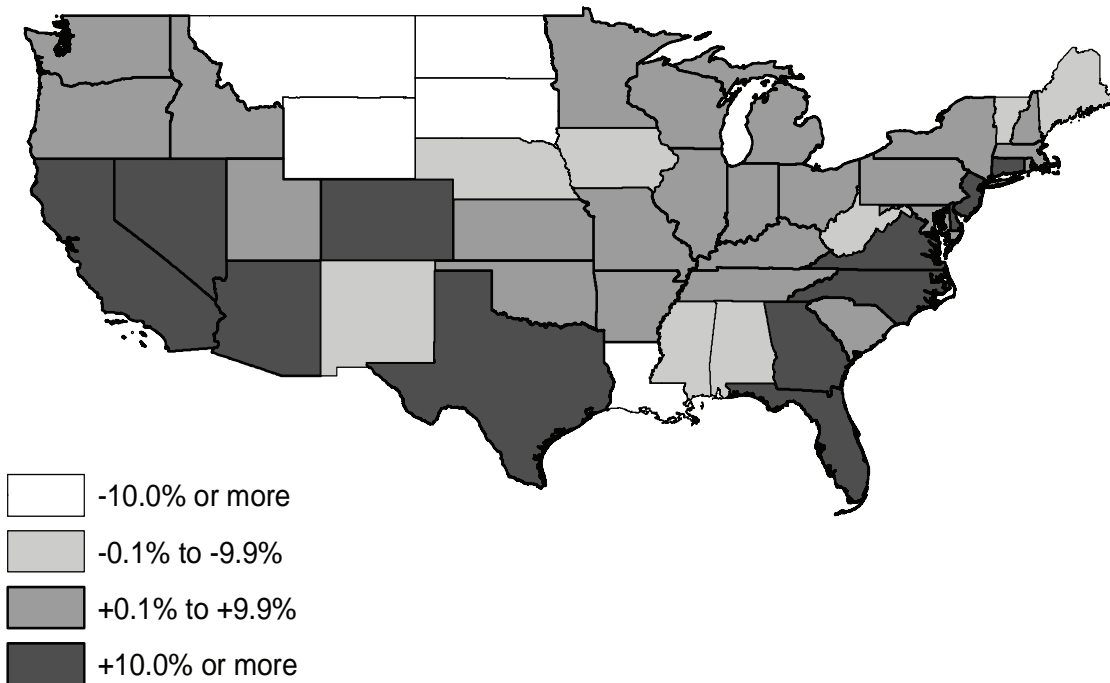 -10.0% or more
-0.1% to -9.9%
+0.1% to +9.9%
+10.0% or more